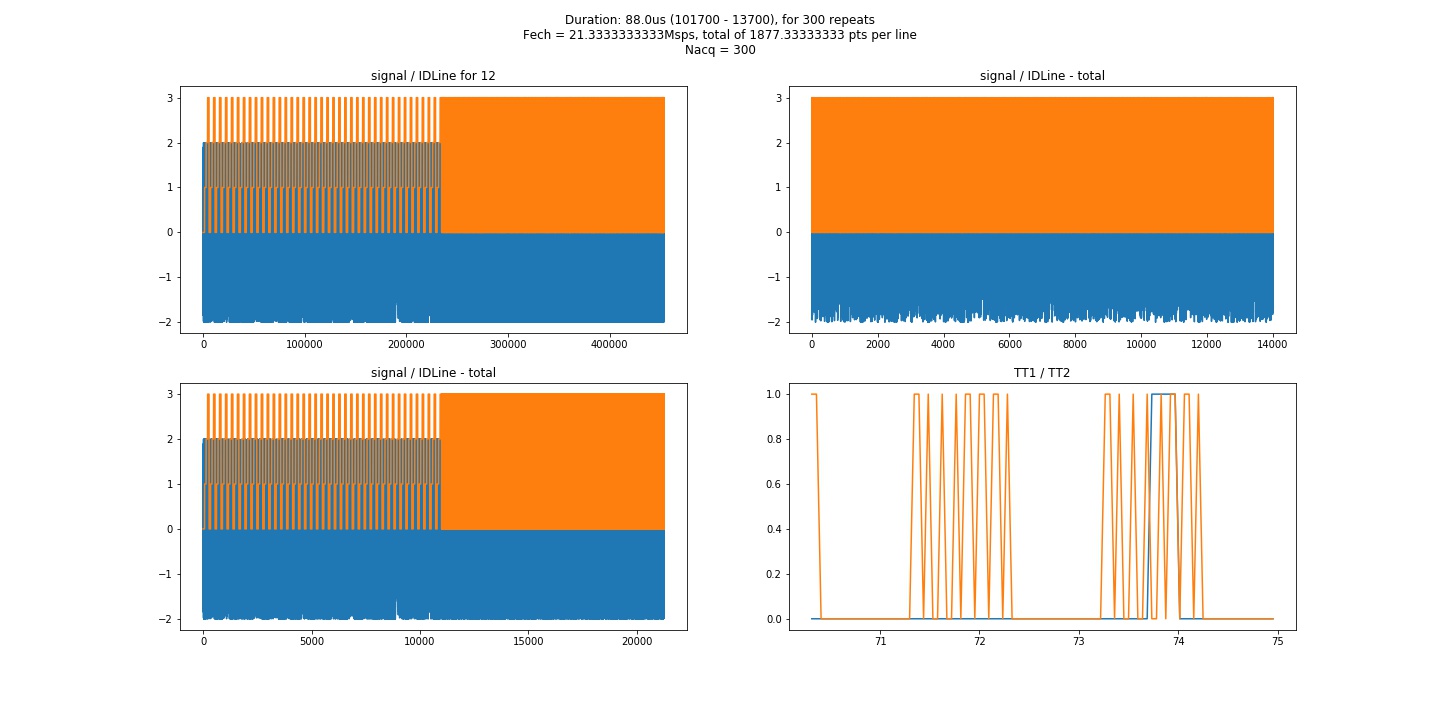 Duration: 88.0us (101700 - 13700), for 300 repeats
Fech = 21.3333333333Msps, total of 1877.33333333 pts per line
Nacq = 300
signal / IDLine for 12
3
2
1
0
−1
−2
0 100000 200000 300000 400000
signal / IDLine - total
3
2
1
0
−1
−2
0 2000 4000 6000 8000 10000 12000 14000
signal / IDLine - total
3
2
1
0
−1
−2
0 5000 10000 15000 20000
TT1 / TT2
1.0
0.8
0.6
0.4
0.2
0.0
71 72 73 74 75